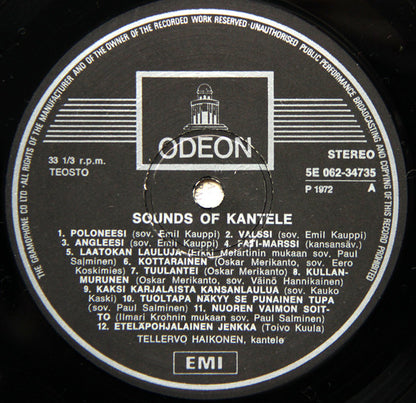 THE GRAMOPHONE CO LTD · ALL RIGHTS OF THE MANUFACTURER AND OF THE OWNER OF THE RECORDED WORK RESERVED · UNAUTHORISED PUBLIC PERFORMANCE BROADCASTING AND COPYING OF THIS RECORD PROHIBITED
ODEON
33 1/3 r.p.m.
TEOSTO
STEREO
5E 062-34735
P 1972 A
SOUNDS OF KANTELE
1. POLONEESI (sov. Emil Kauppi) 2. VALSSI (sov. Emil Kauppi)
3. ANGLEESI (sov. Emil Kauppi) 4. PATI-MARSSI (kansansäv.)
5. LAATOKAN LAULUJA (Erkki Melartinin mukaan sov. Paul
Salminen) 6. KOTTARAINEN (Oskar Merikanto, sov. Eero
Koskimies) 7. TUULANTEI (Oskar Merikanto) 8. KULLAN-
MURUNEN (Oskar Merikanto, sov. Väinö Hannikainen)
9. KAKSI KARJALAISTA KANSANLAULUA (sov. Kauko
Kaski) 10. TUOLTAPA NÄKYY SE PUNAINEN TUPA
(sov. Paul Salminen) 11. NUOREN VAIMON SOIT-
TO (Ilmari Krohnin mukaan sov. Paul Salminen)
12. ETELÄPOHJALAINEN JENKKA (Toivo Kuula)
TELLERVO HAIKONEN, kantele
EMI